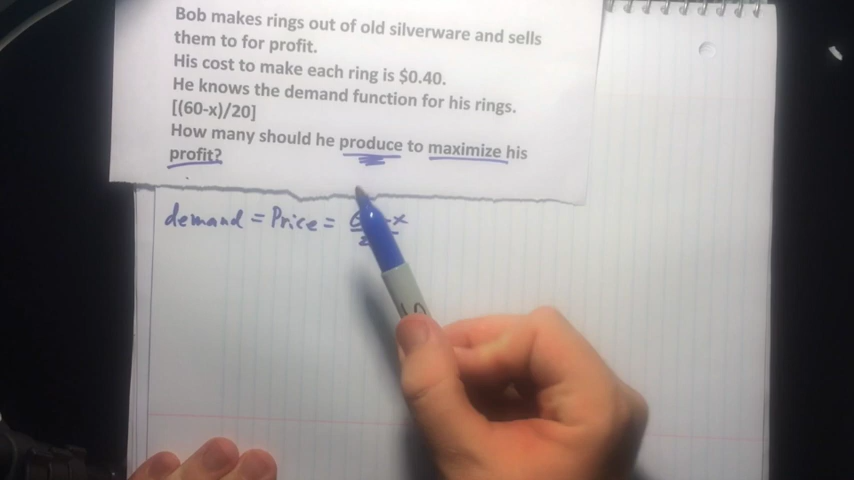 Bob makes rings out of old silverware and sells
them to for profit.
His cost to make each ring is $0.40.
He knows the demand function for his rings.
[(60-x)/20]
How many should he produce to maximize his
profit?
demand = Price =